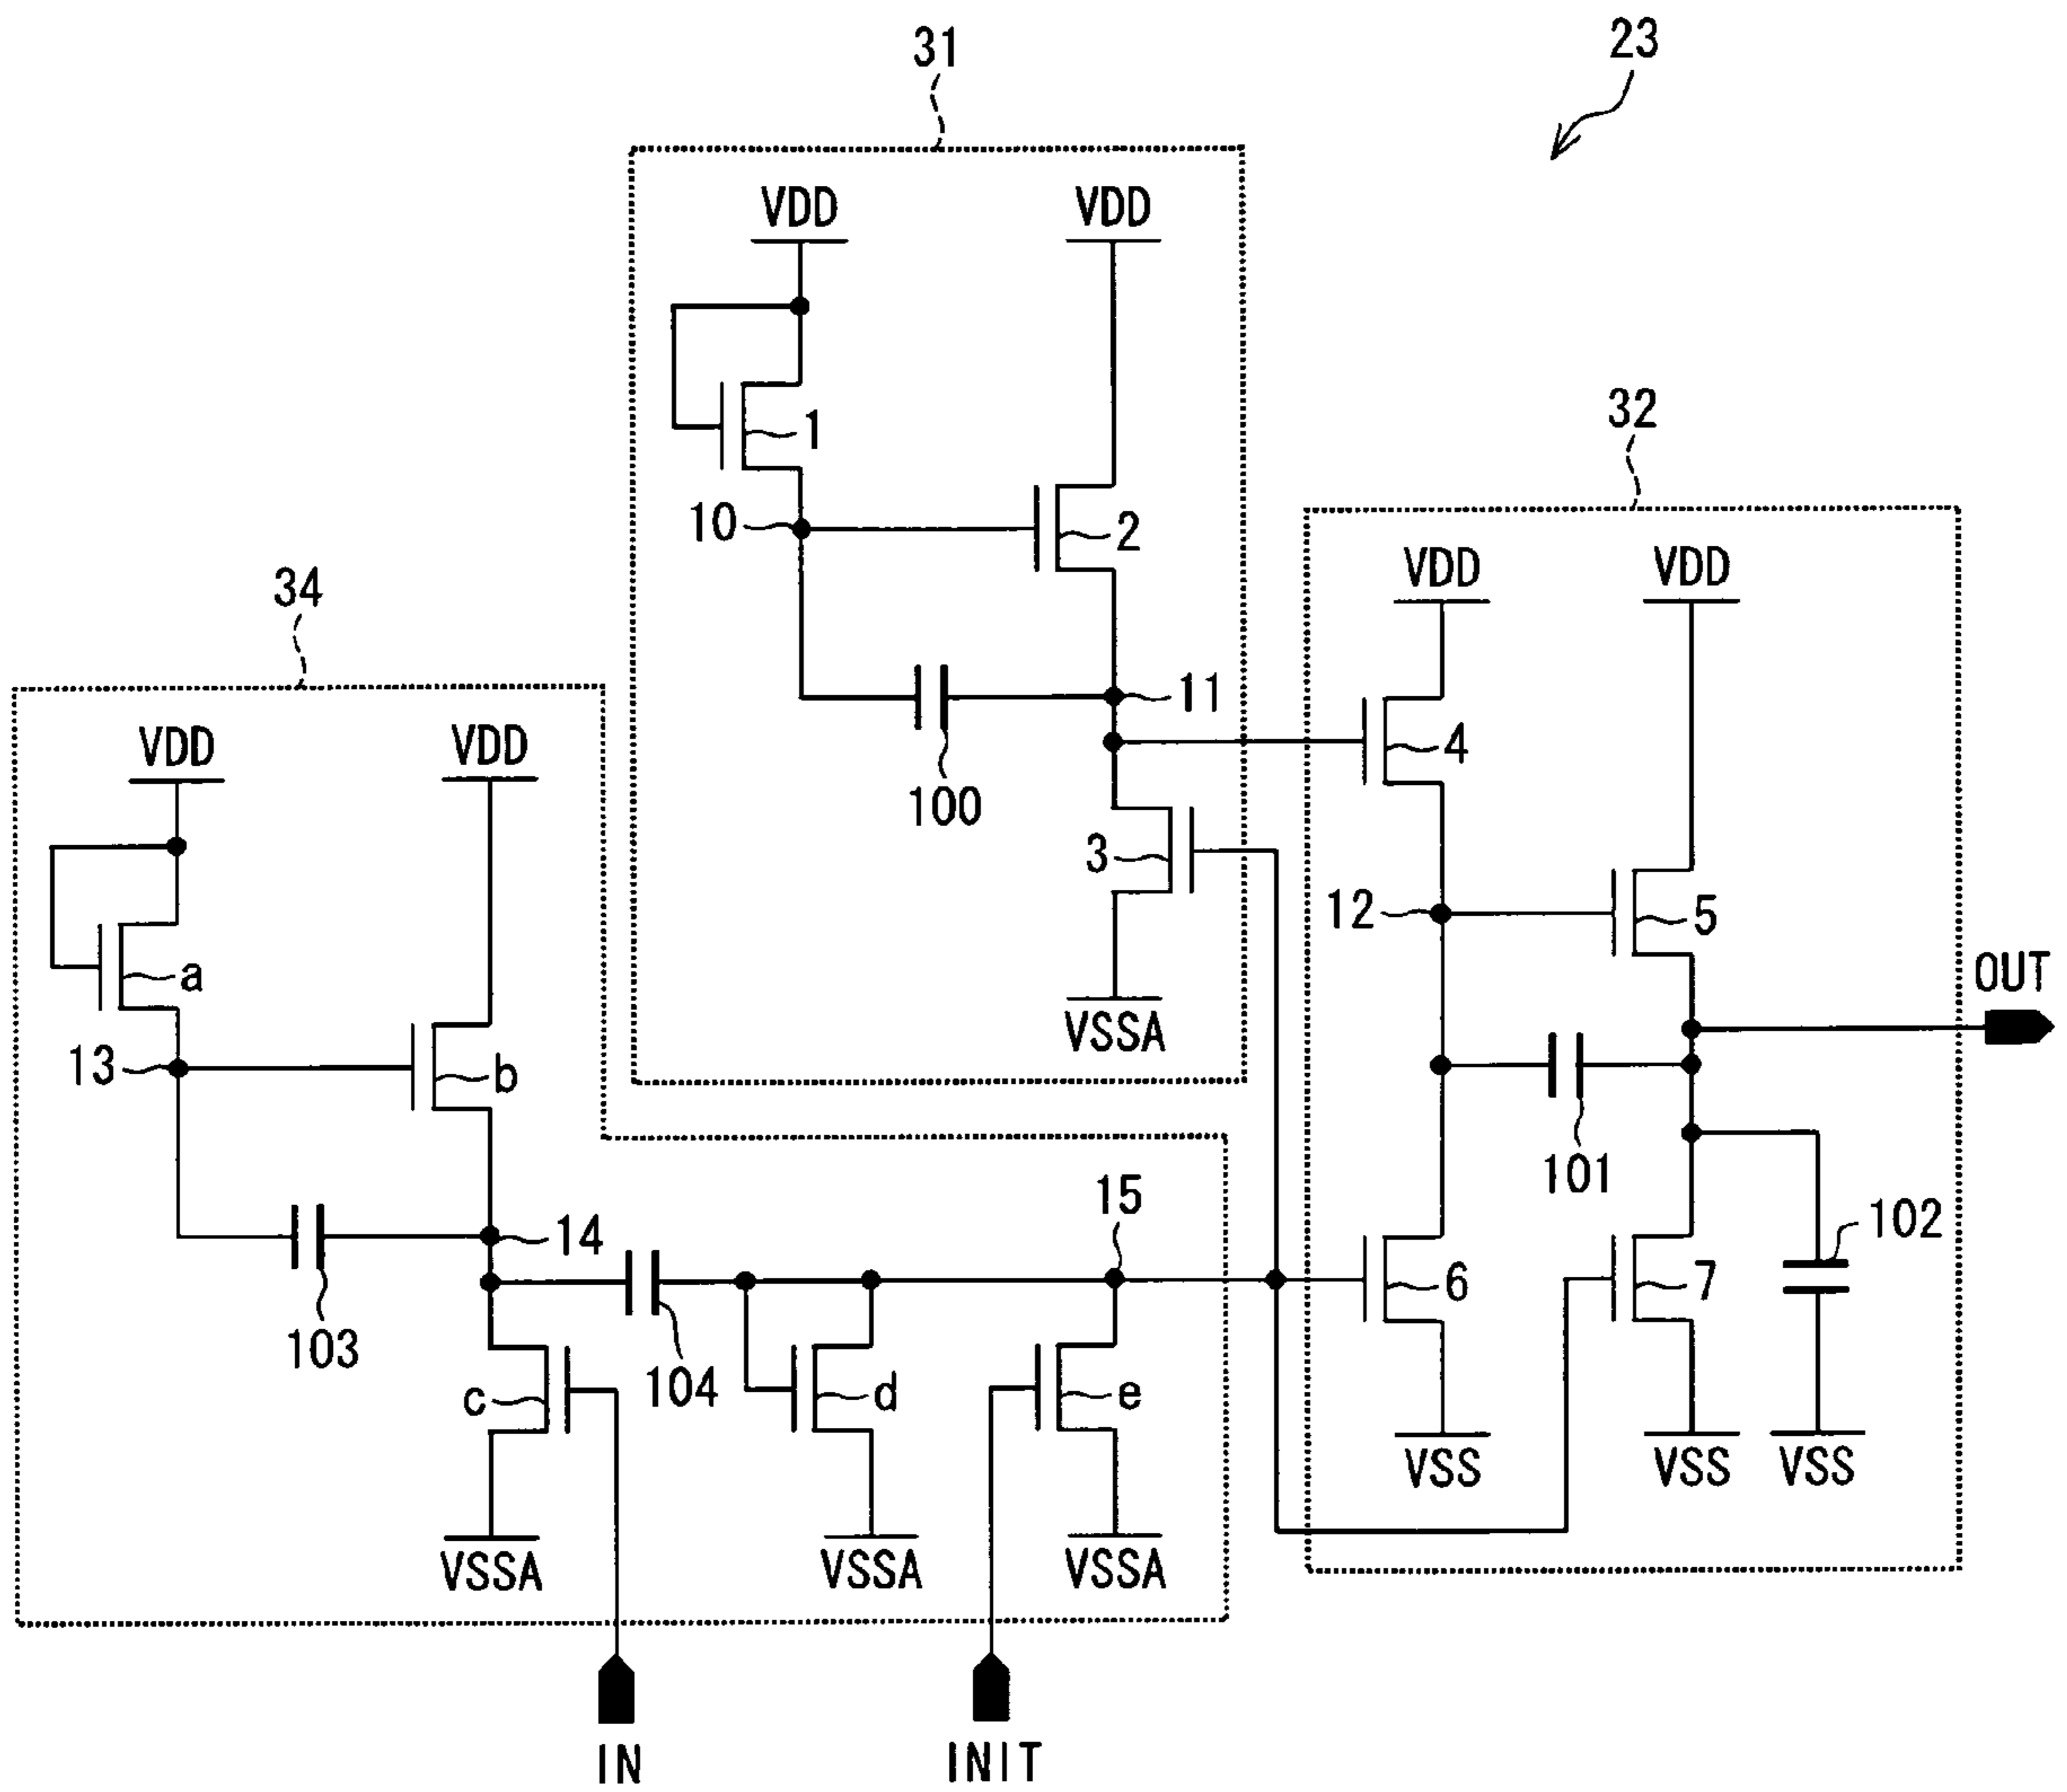 23
31
VDD VDD
1
10
2
11
100
3
VSSA
32
VDD VDD
4
12
5
OUT
101
102
6
7
VSS VSS VSS
34
VDD VDD
a
13
b
14
103
104
15
c
d
e
VSSA VSSA VSSA
IN INIT